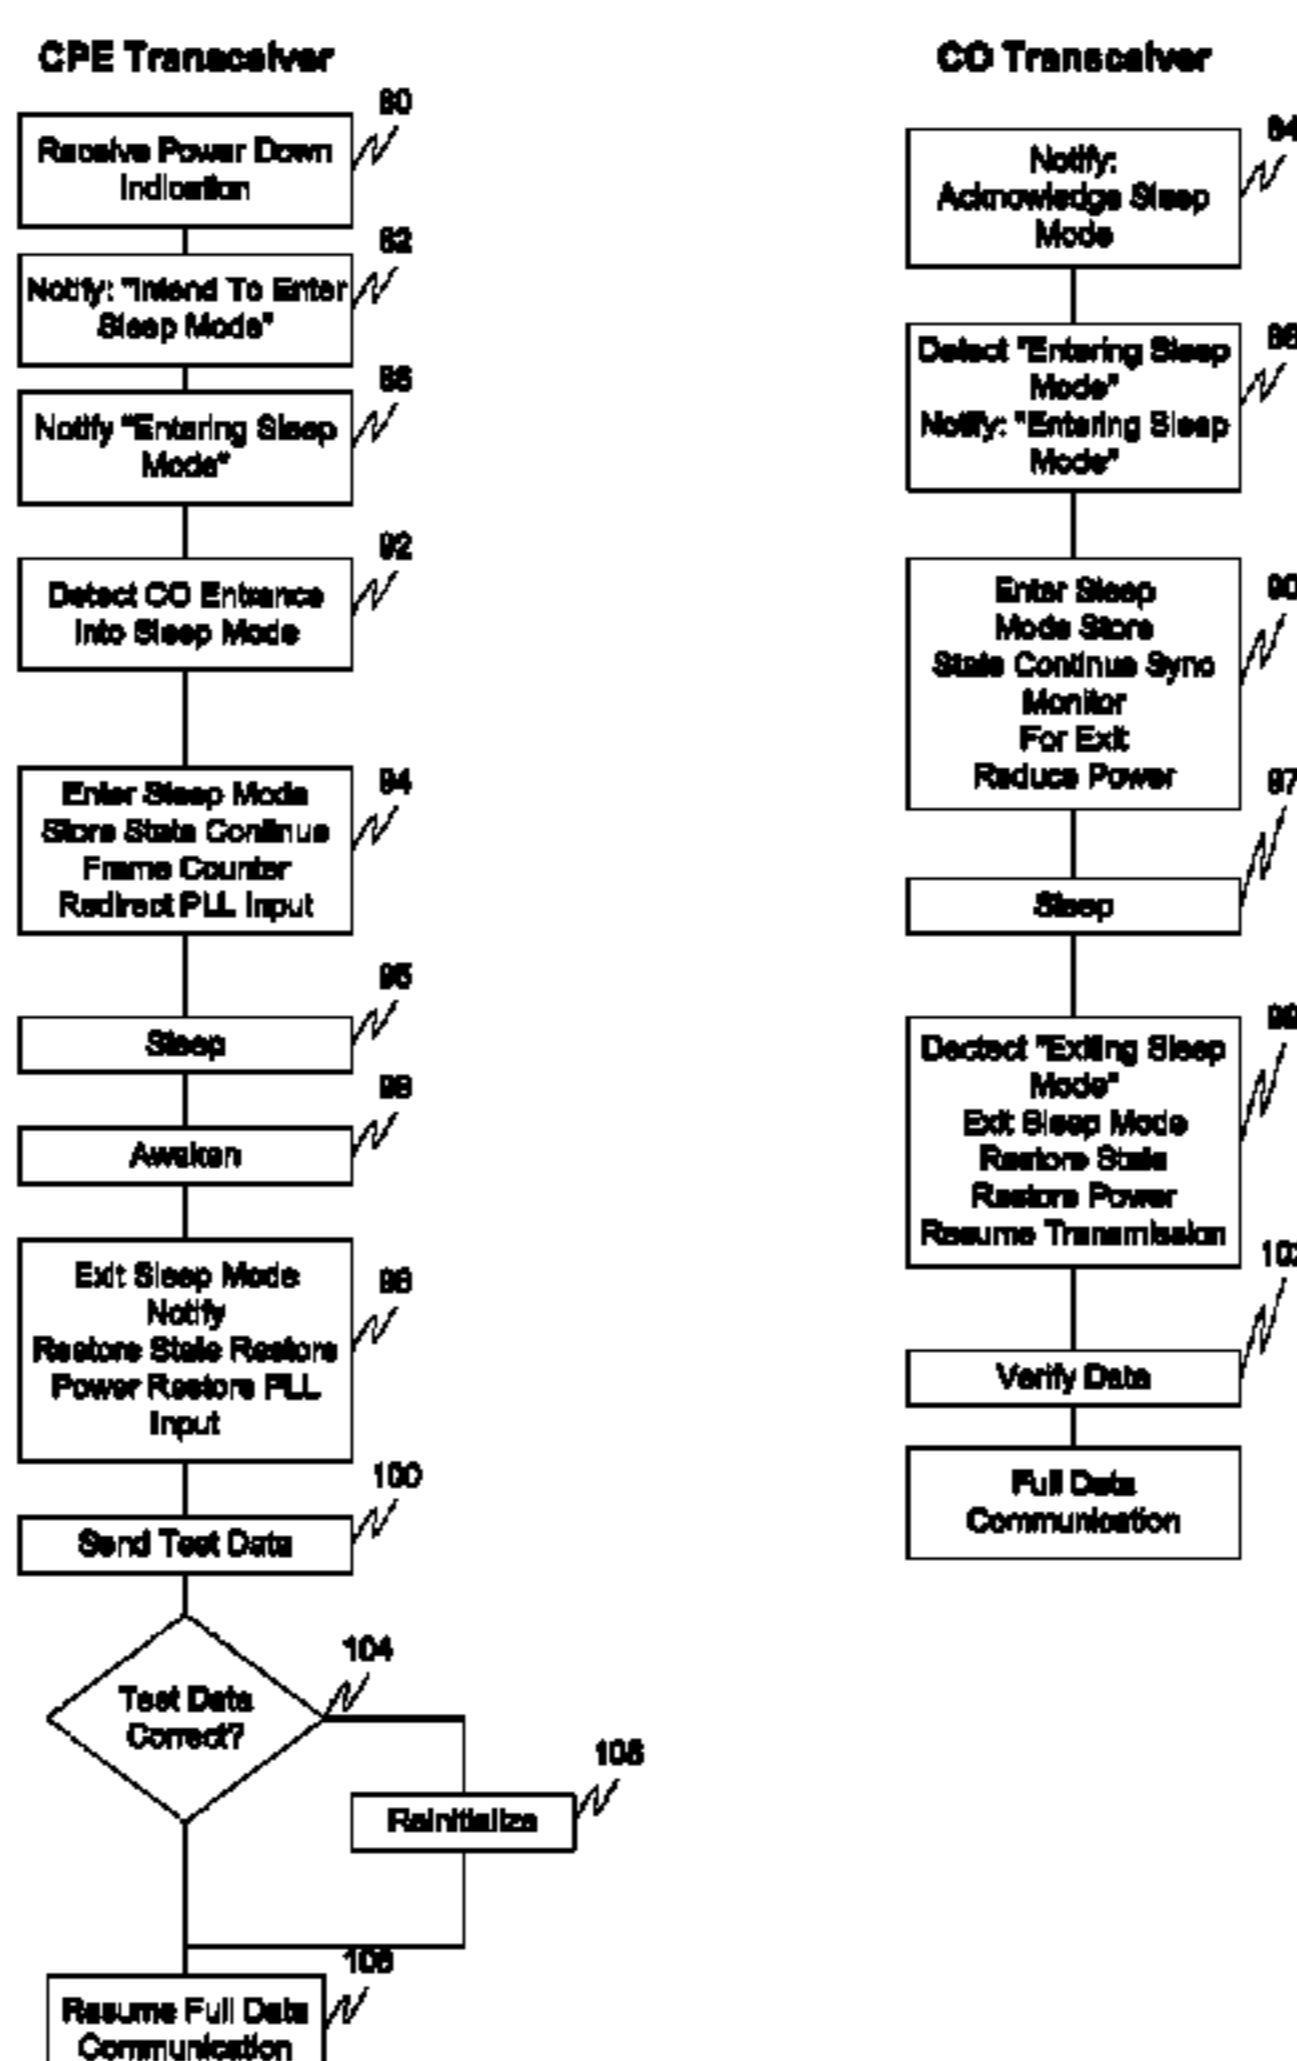 CPE Transceiver
80
Receive Power Down
Indication
82
Notify: "Intend To Enter
Sleep Mode"
Notify "Entering Sleep
Mode"
92
Detect CO Entrance
Into Sleep Mode
94
Enter Sleep Mode
Store State Continue
Frame Counter
Redirect PLL Input
95
Sleep
Awaken
Exit Sleep Mode
Notify
Restore State Restore
Power Restore PLL
Input
100
Send Test Data
104
Test Data
Correct?
Reinitialize
Resume Full Data
Communication
CO Transceiver
84
Notify:
Acknowledge Sleep
Mode
Detect "Entering Sleep
Mode"
Notify: "Entering Sleep
Mode"
90
Enter Sleep
Mode Store
State Continue Sync
Monitor
For Exit
Reduce Power
97
Sleep
99
Dectect "Exiting Sleep
Mode"
Exit Sleep Mode
Restore State
Restore Power
Resume Transmission
Verify Data
Full Data
Communication